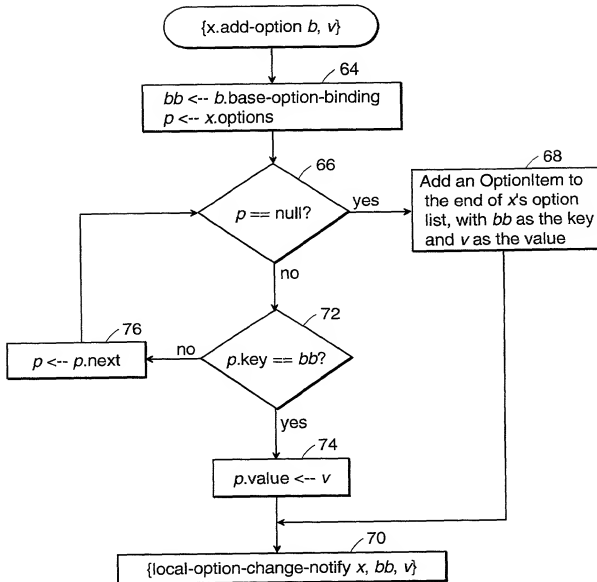 {x.add-option b, v}
64
bb <-- b.base-option-binding
p <-- x.options
66
p == null?
yes
68
Add an OptionItem to
the end of x's option
list, with bb as the key
and v as the value
no
72
p.key == bb?
no
76
p <-- p.next
yes
74
p.value <-- v
70
{local-option-change-notify x, bb, v}